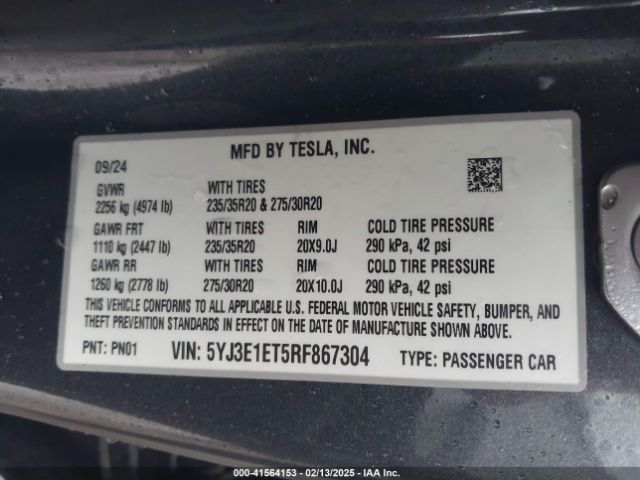 MFD BY TESLA, INC.
09/24
GVWR WITH TIRES
2256 kg (4974 lb) 235/35R20 & 275/30R20
GAWR FRT WITH TIRES RIM COLD TIRE PRESSURE
1110 kg (2447 lb) 235/35R20 20X9.0J 290 kPa, 42 psi
GAWR RR WITH TIRES RIM COLD TIRE PRESSURE
1260 kg (2778 lb) 275/30R20 20X10.0J 290 kPa, 42 psi
THIS VEHICLE CONFORMS TO ALL APPLICABLE U.S. FEDERAL MOTOR VEHICLE SAFETY, BUMPER, AND
THEFT PREVENTION STANDARDS IN EFFECT ON THE DATE OF MANUFACTURE SHOWN ABOVE.
PNT: PN01 VIN: 5YJ3E1ET5RF867304 TYPE: PASSENGER CAR
000-41564153 - 02/13/2025 - IAA Inc.